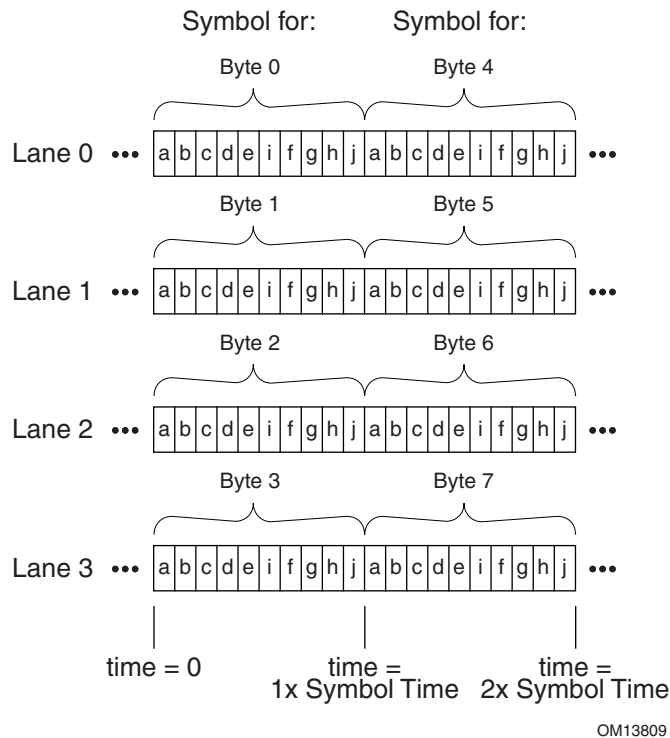 Symbol for: Symbol for:
Byte 0 Byte 4
Lane 0 ••• a b c d e i f g h j a b c d e i f g h j •••
Byte 1 Byte 5
Lane 1 ••• a b c d e i f g h j a b c d e i f g h j •••
Byte 2 Byte 6
Lane 2 ••• a b c d e i f g h j a b c d e i f g h j •••
Byte 3 Byte 7
Lane 3 ••• a b c d e i f g h j a b c d e i f g h j •••
time = 0 time = time =
1x Symbol Time 2x Symbol Time
OM13809